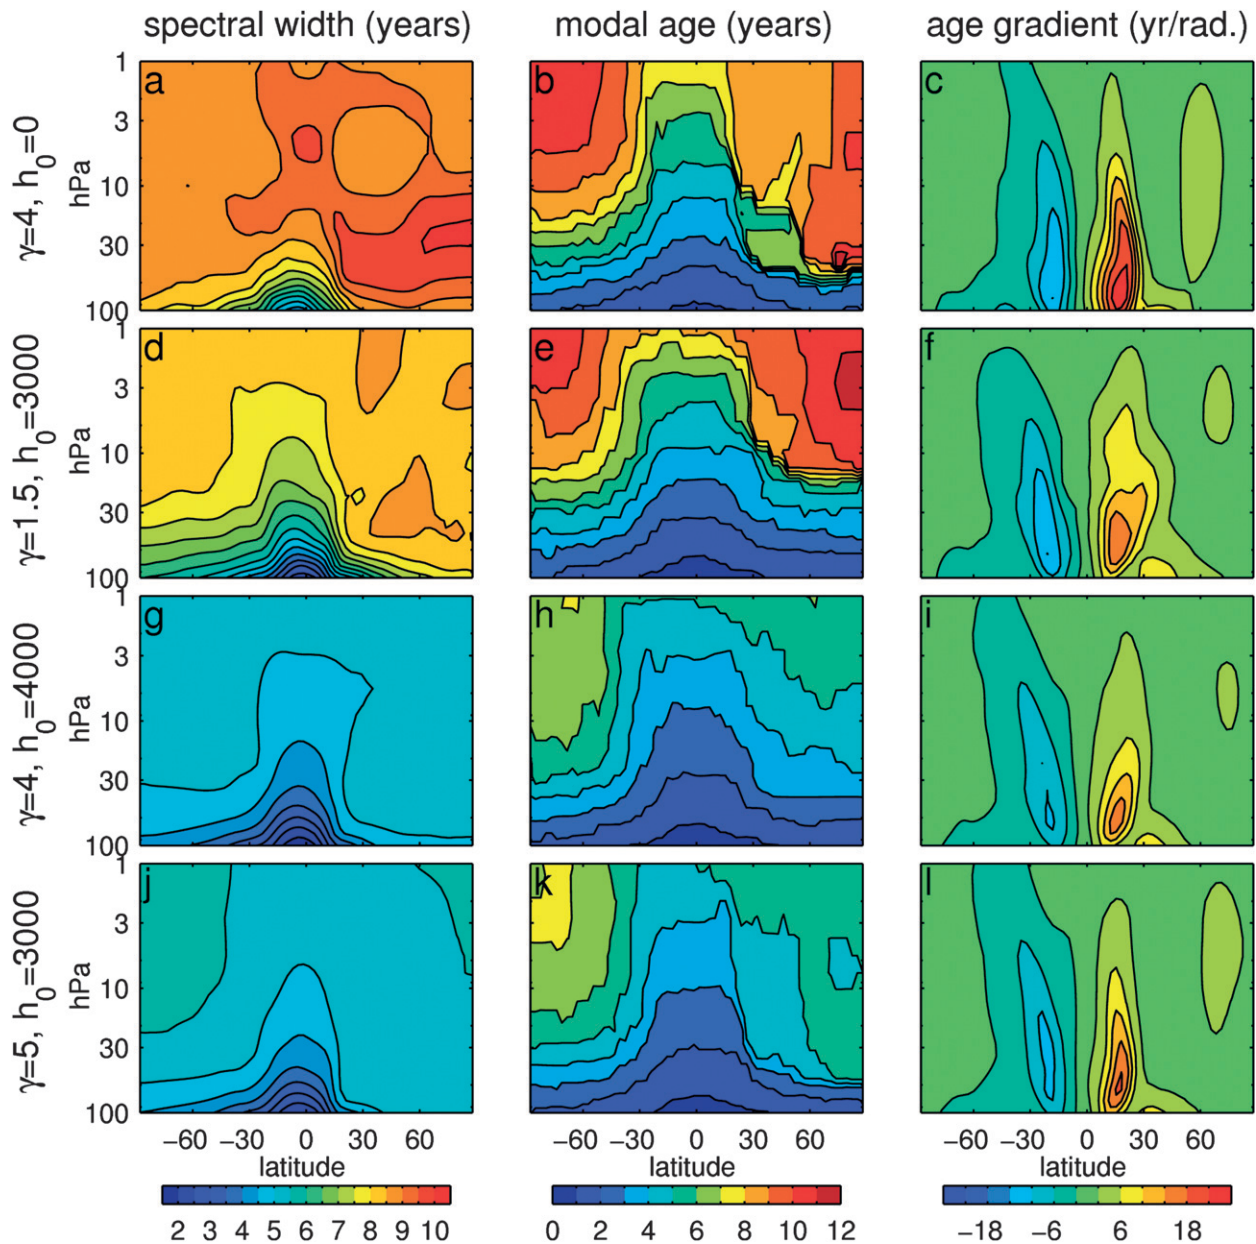 spectral width (years) modal age (years) age gradient (yr/rad.)
γ=4, h₀=0
hPa
1
3
10
30
100
a
b
c
γ=1.5, h₀=3000
hPa
1
3
10
30
100
d
e
f
γ=4, h₀=4000
hPa
1
3
10
30
100
g
h
i
γ=5, h₀=3000
hPa
1
3
10
30
100
j
k
l
−60 −30 0 30 60 −60 −30 0 30 60 −60 −30 0 30 60
latitude latitude latitude
2 3 4 5 6 7 8 9 10 0 2 4 6 8 10 12 −18 −6 6 18